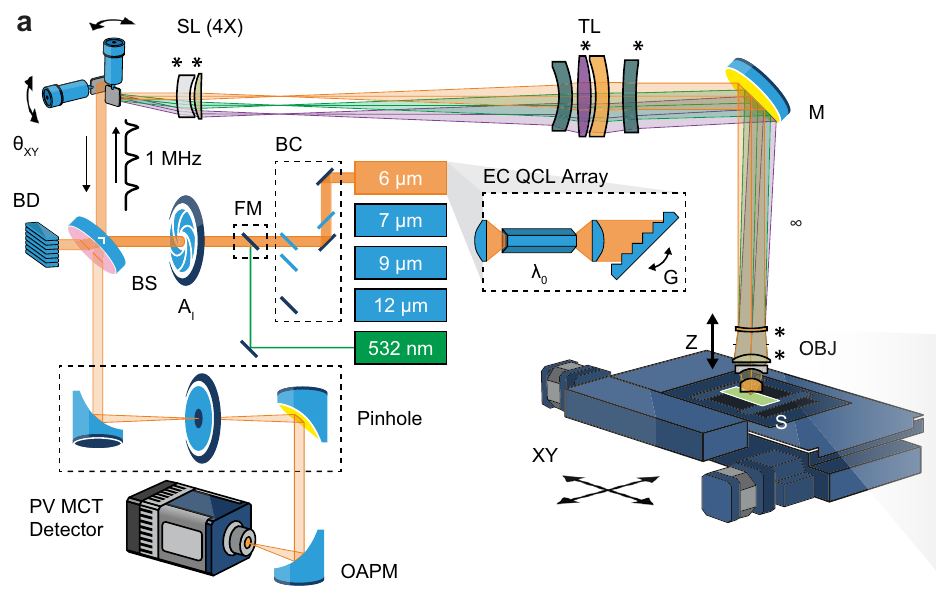 a
SL (4X)
TL
* *
* *
M
θXY
1 MHz
BC
6 µm
EC QCL Array
BD
FM
7 µm
∞
BS
9 µm
λ0
G
AI
12 µm
532 nm
Z
*
*
OBJ
Pinhole
S
XY
PV MCT
Detector
OAPM